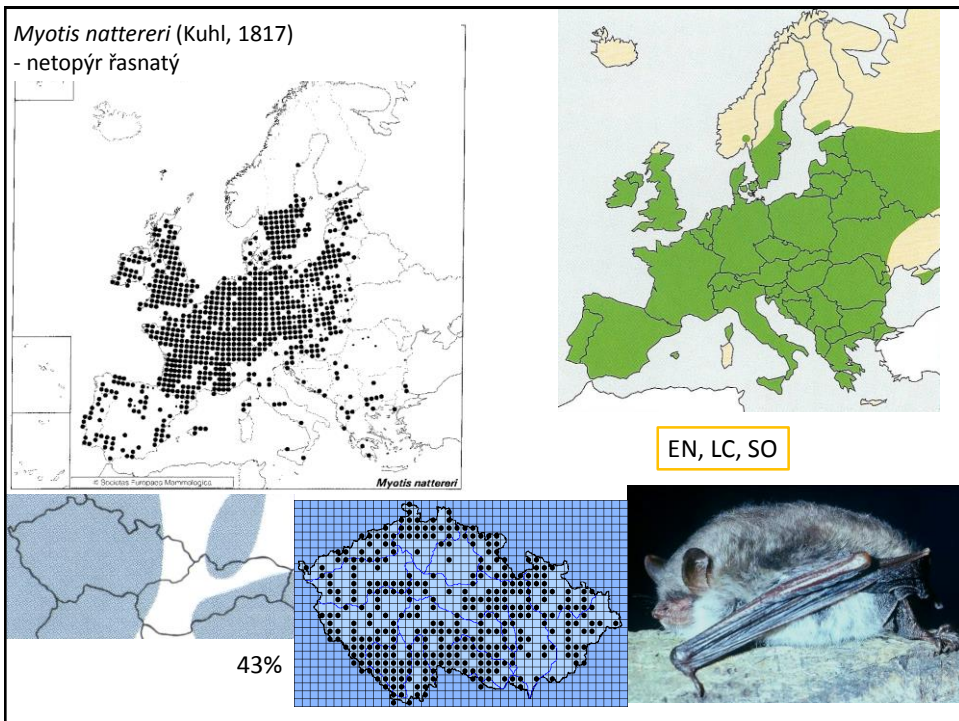 Myotis nattereri (Kuhl, 1817)
- netopýr řasnatý
© Societas Europaea Mammalogica
Myotis nattereri
EN, LC, SO
43%